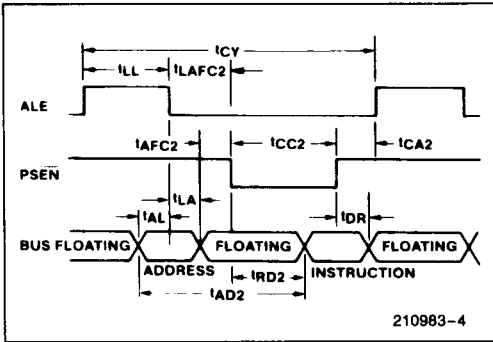 tCY
tLL tLAFC2
ALE
tAFC2 tCC2 tCA2
PSEN
tLA
tAL tDR
BUS FLOATING FLOATING FLOATING
ADDRESS INSTRUCTION
tRD2
tAD2
210983-4